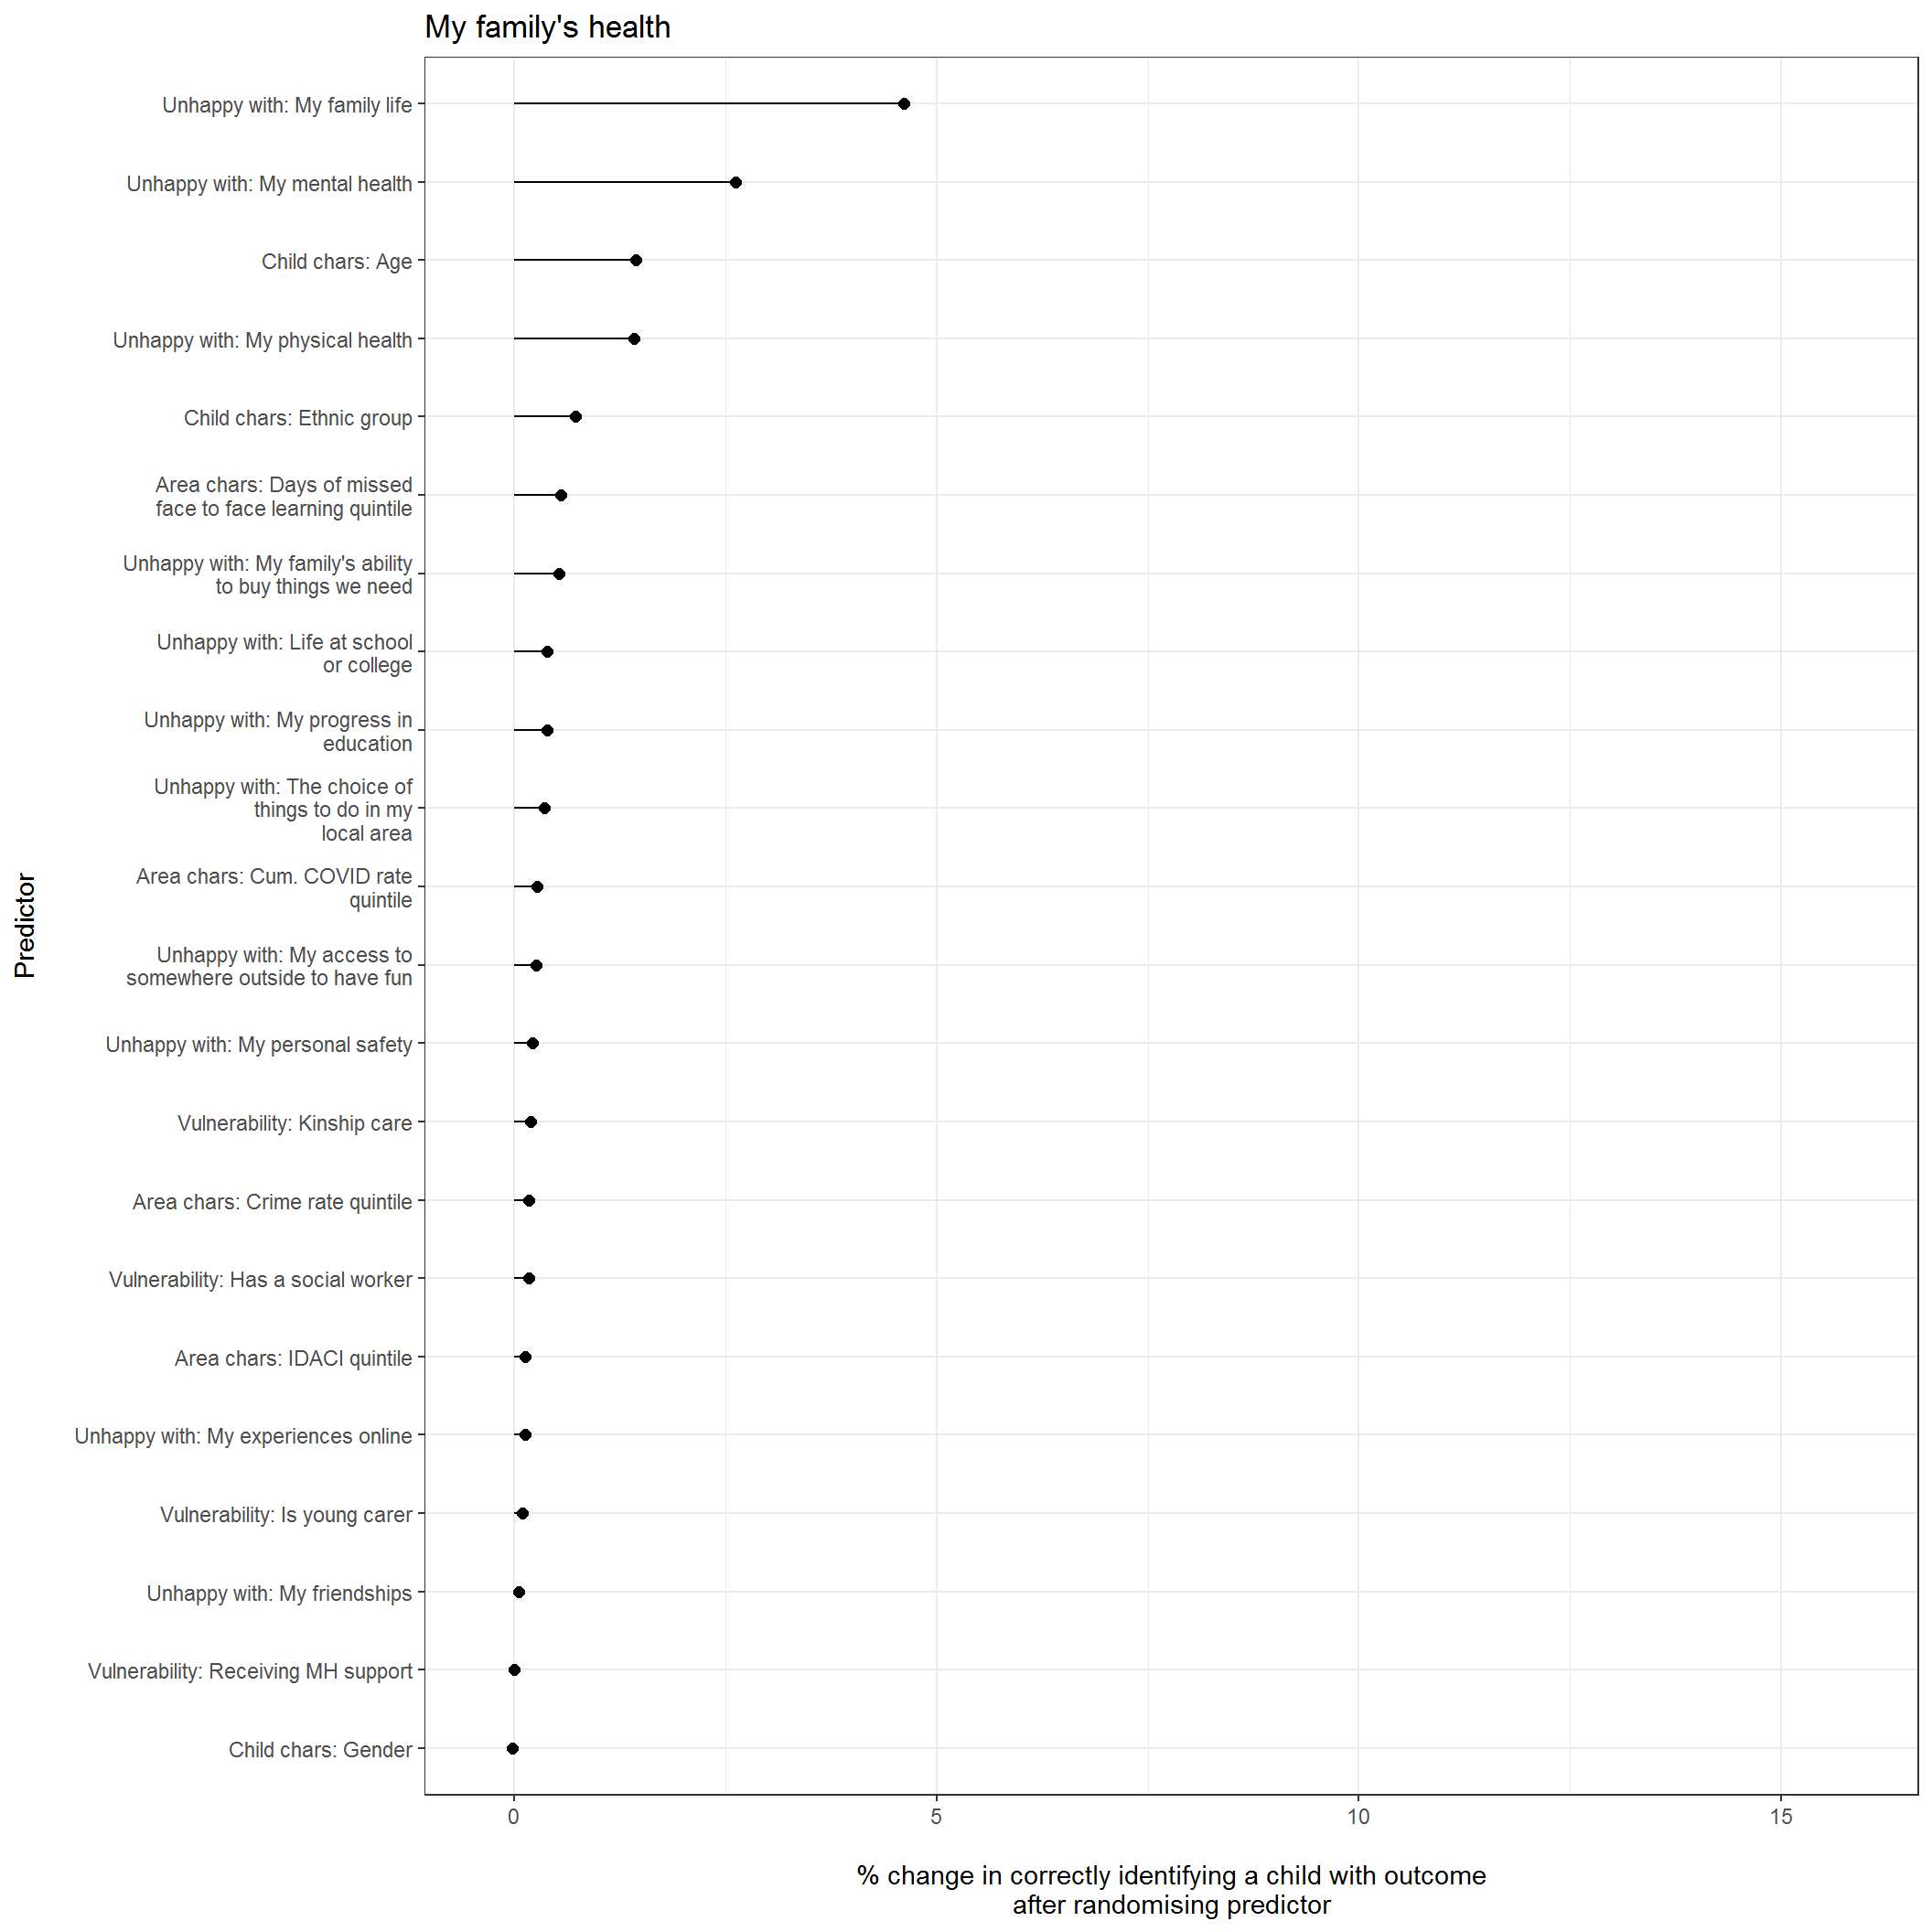 My family's health
Unhappy with: My family life
Unhappy with: My mental health
Child chars: Age
Unhappy with: My physical health
Child chars: Ethnic group
Area chars: Days of missed
face to face learning quintile
Unhappy with: My family's ability
to buy things we need
Unhappy with: Life at school
or college
Unhappy with: My progress in
education
Unhappy with: The choice of
things to do in my
local area
Area chars: Cum. COVID rate
quintile
Unhappy with: My access to
somewhere outside to have fun
Unhappy with: My personal safety
Vulnerability: Kinship care
Area chars: Crime rate quintile
Vulnerability: Has a social worker
Area chars: IDACI quintile
Unhappy with: My experiences online
Vulnerability: Is young carer
Unhappy with: My friendships
Vulnerability: Receiving MH support
Child chars: Gender
Predictor
0 5 10 15
% change in correctly identifying a child with outcome
after randomising predictor